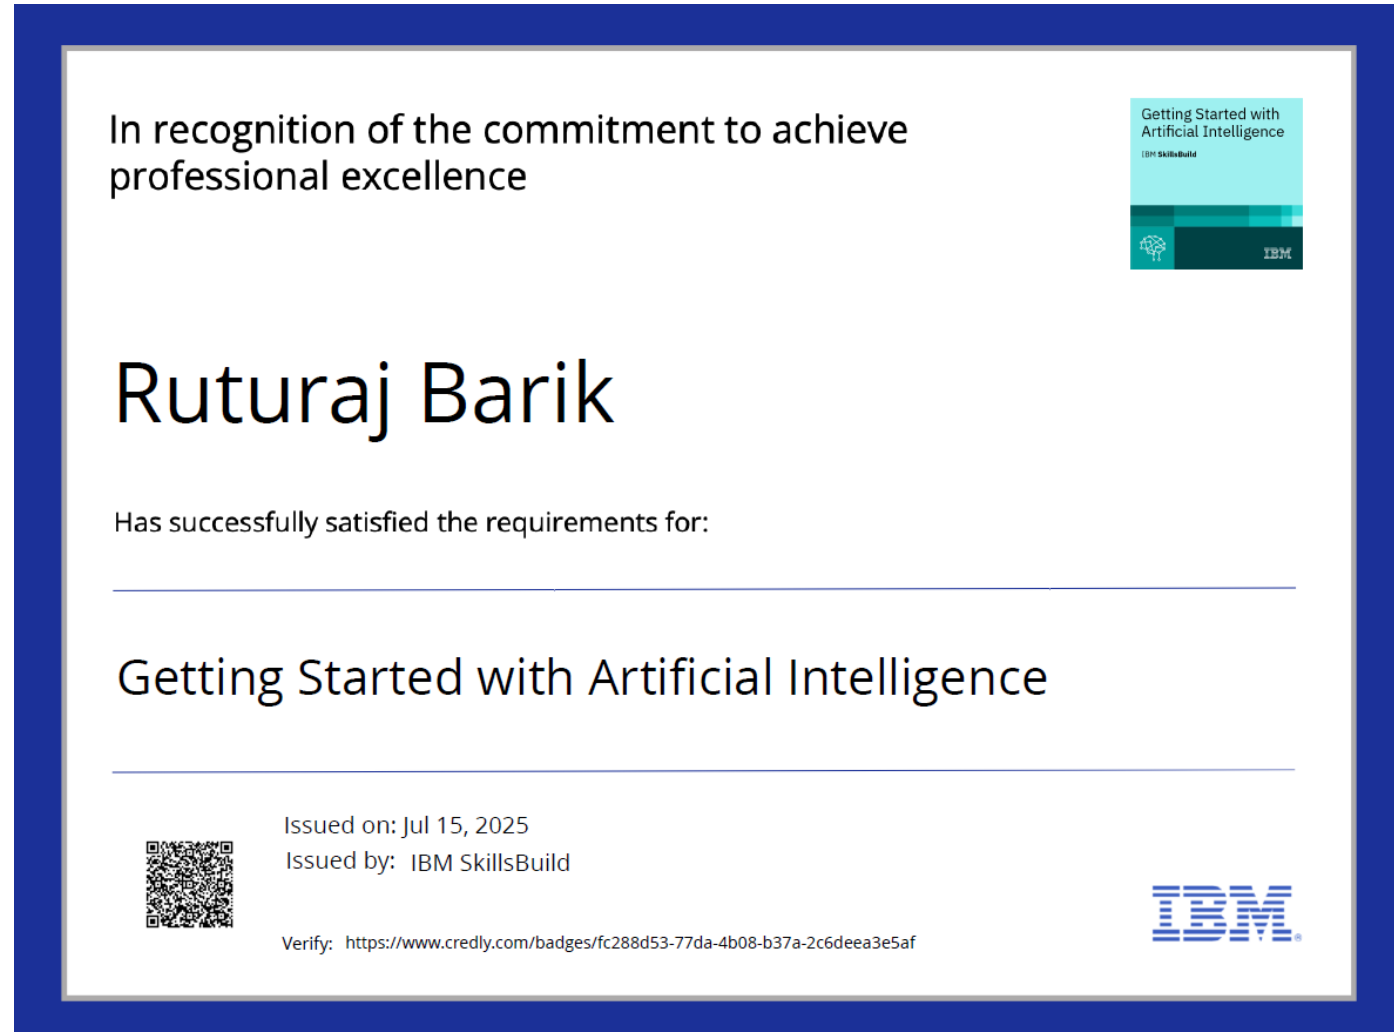 In recognition of the commitment to achieve
professional excellence
Getting Started with
Artificial Intelligence
IBM SkillsBuild
IBM
Ruturaj Barik
Has successfully satisfied the requirements for:
Getting Started with Artificial Intelligence
Issued on: Jul 15, 2025
Issued by: IBM SkillsBuild
Verify: https://www.credly.com/badges/fc288d53-77da-4b08-b37a-2c6deea3e5af
IBM®